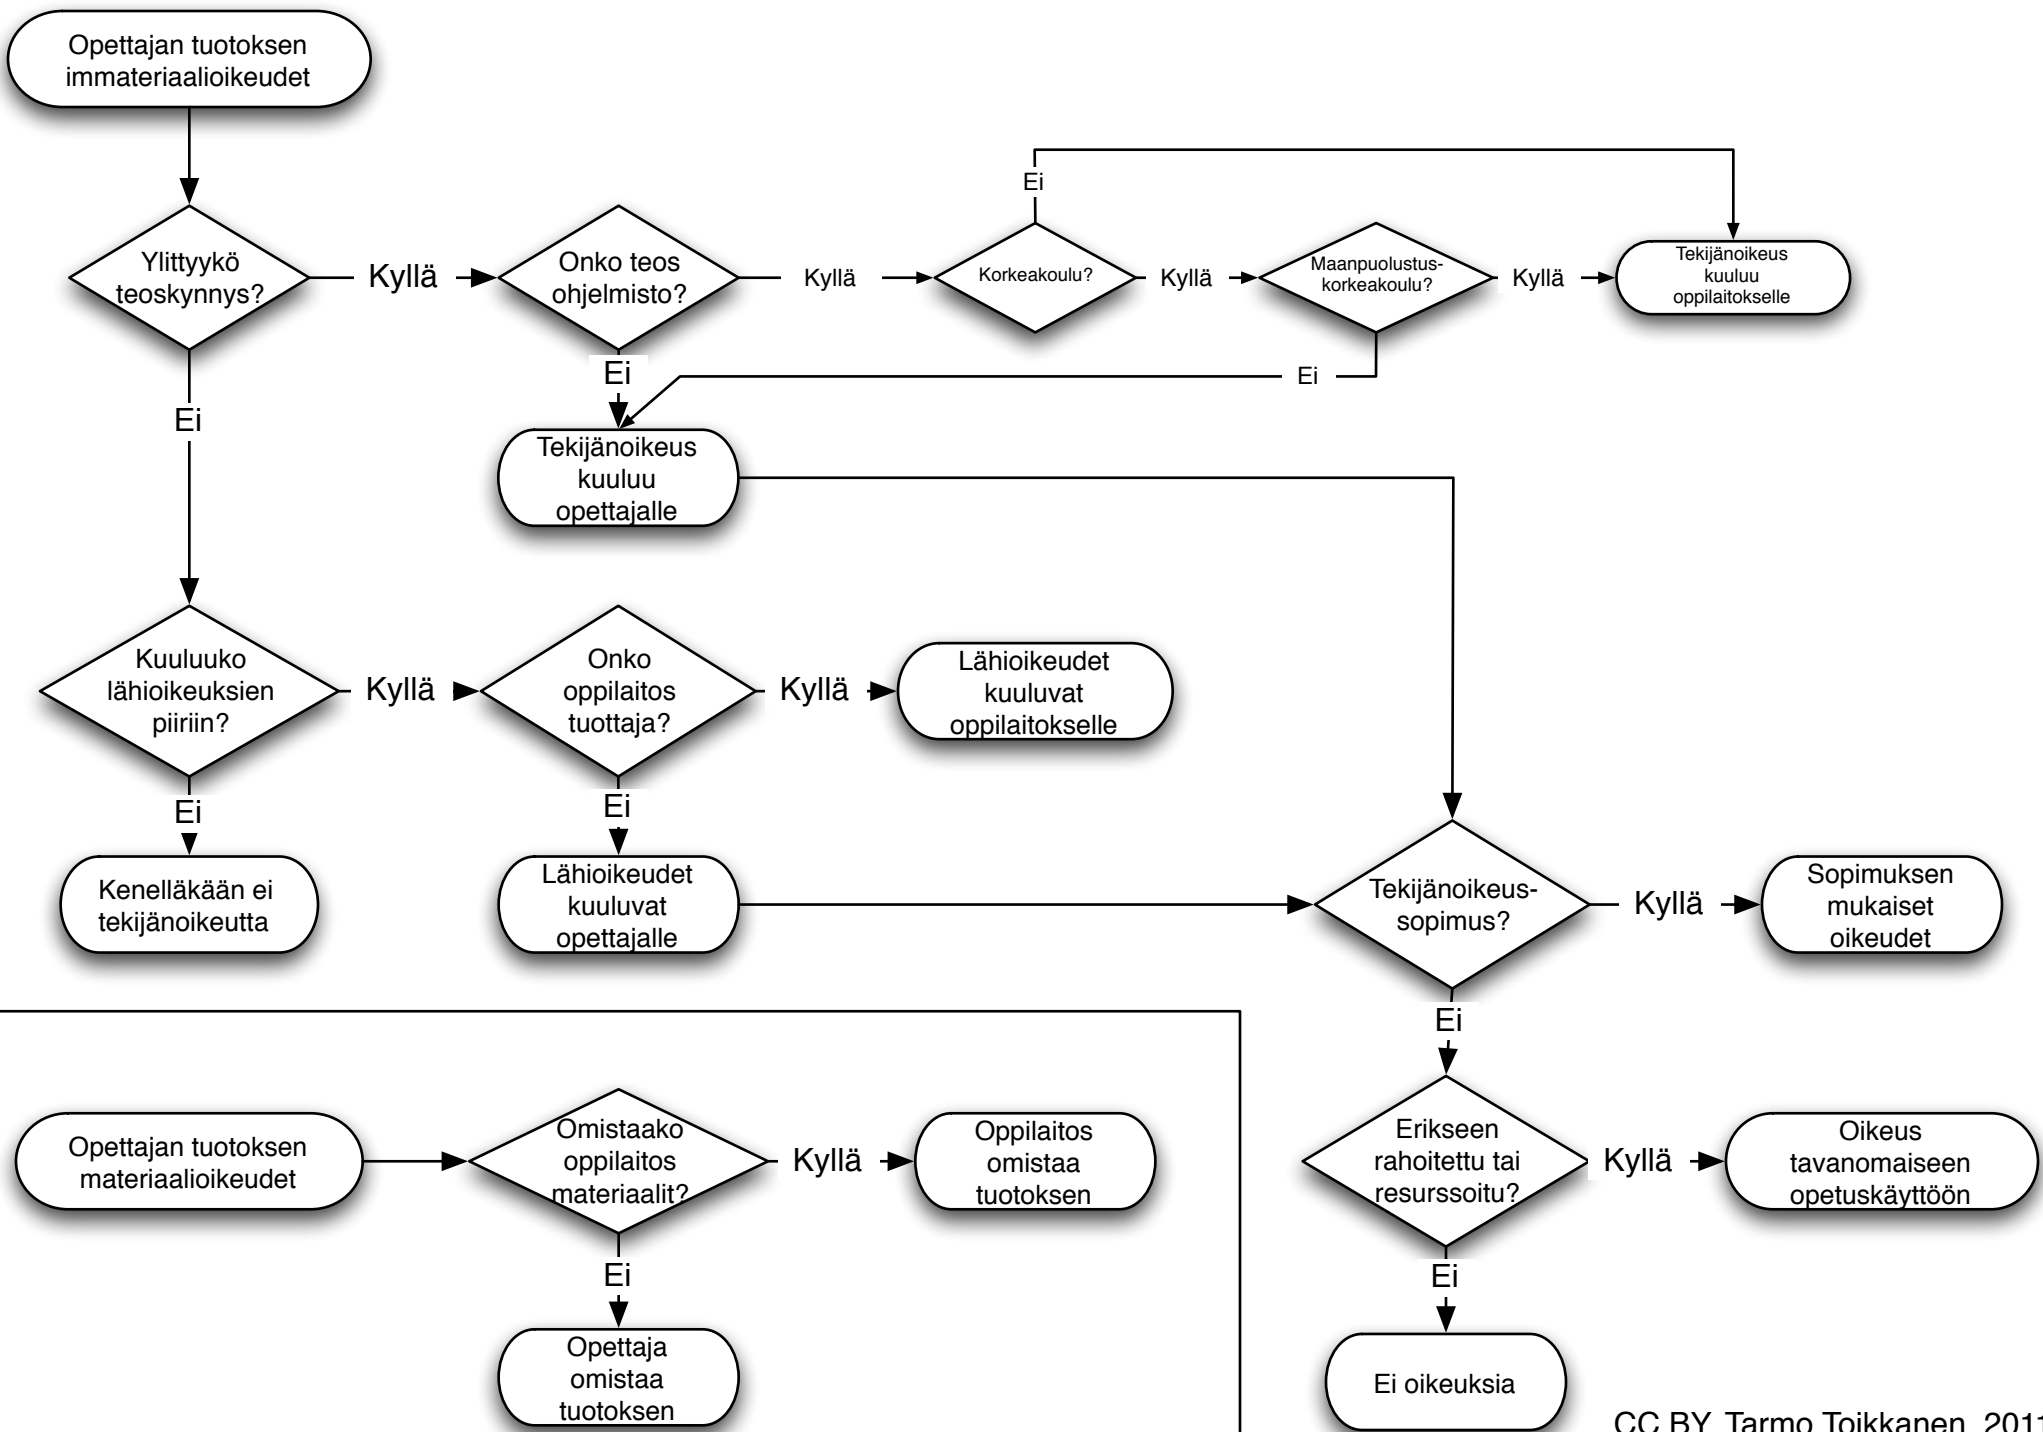 Opettajan tuotoksen
immateriaalioikeudet
Ylittyykö
teoskynnys?
Kyllä
Onko teos
ohjelmisto?
Kyllä
Korkeakoulu?
Ei
Kyllä
Maanpuolustus-
korkeakoulu?
Kyllä
Tekijänoikeus
kuuluu
oppilaitokselle
Ei
Ei
Ei
Tekijänoikeus
kuuluu
opettajalle
Kuuluuko
lähioikeuksien
piiriin?
Kyllä
Onko
oppilaitos
tuottaja?
Kyllä
Lähioikeudet
kuuluvat
oppilaitokselle
Ei
Ei
Kenelläkään ei
tekijänoikeutta
Lähioikeudet
kuuluvat
opettajalle
Tekijänoikeus-
sopimus?
Kyllä
Sopimuksen
mukaiset
oikeudet
Ei
Erikseen
rahoitettu tai
resurssoitu?
Kyllä
Oikeus
tavanomaiseen
opetuskäyttöön
Ei
Ei oikeuksia
Opettajan tuotoksen
materiaalioikeudet
Omistaako
oppilaitos
materiaalit?
Kyllä
Oppilaitos
omistaa
tuotoksen
Ei
Opettaja
omistaa
tuotoksen
CC BY Tarmo Toikkanen 2011